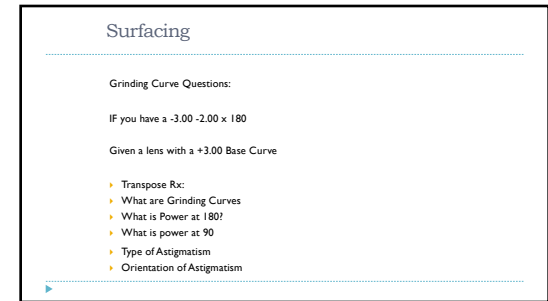 Surfacing
Grinding Curve Questions:
IF you have a -3.00 -2.00 x 180
Given a lens with a +3.00 Base Curve
Transpose Rx:
What are Grinding Curves
What is Power at 180?
What is power at 90
Type of Astigmatism
Orientation of Astigmatism